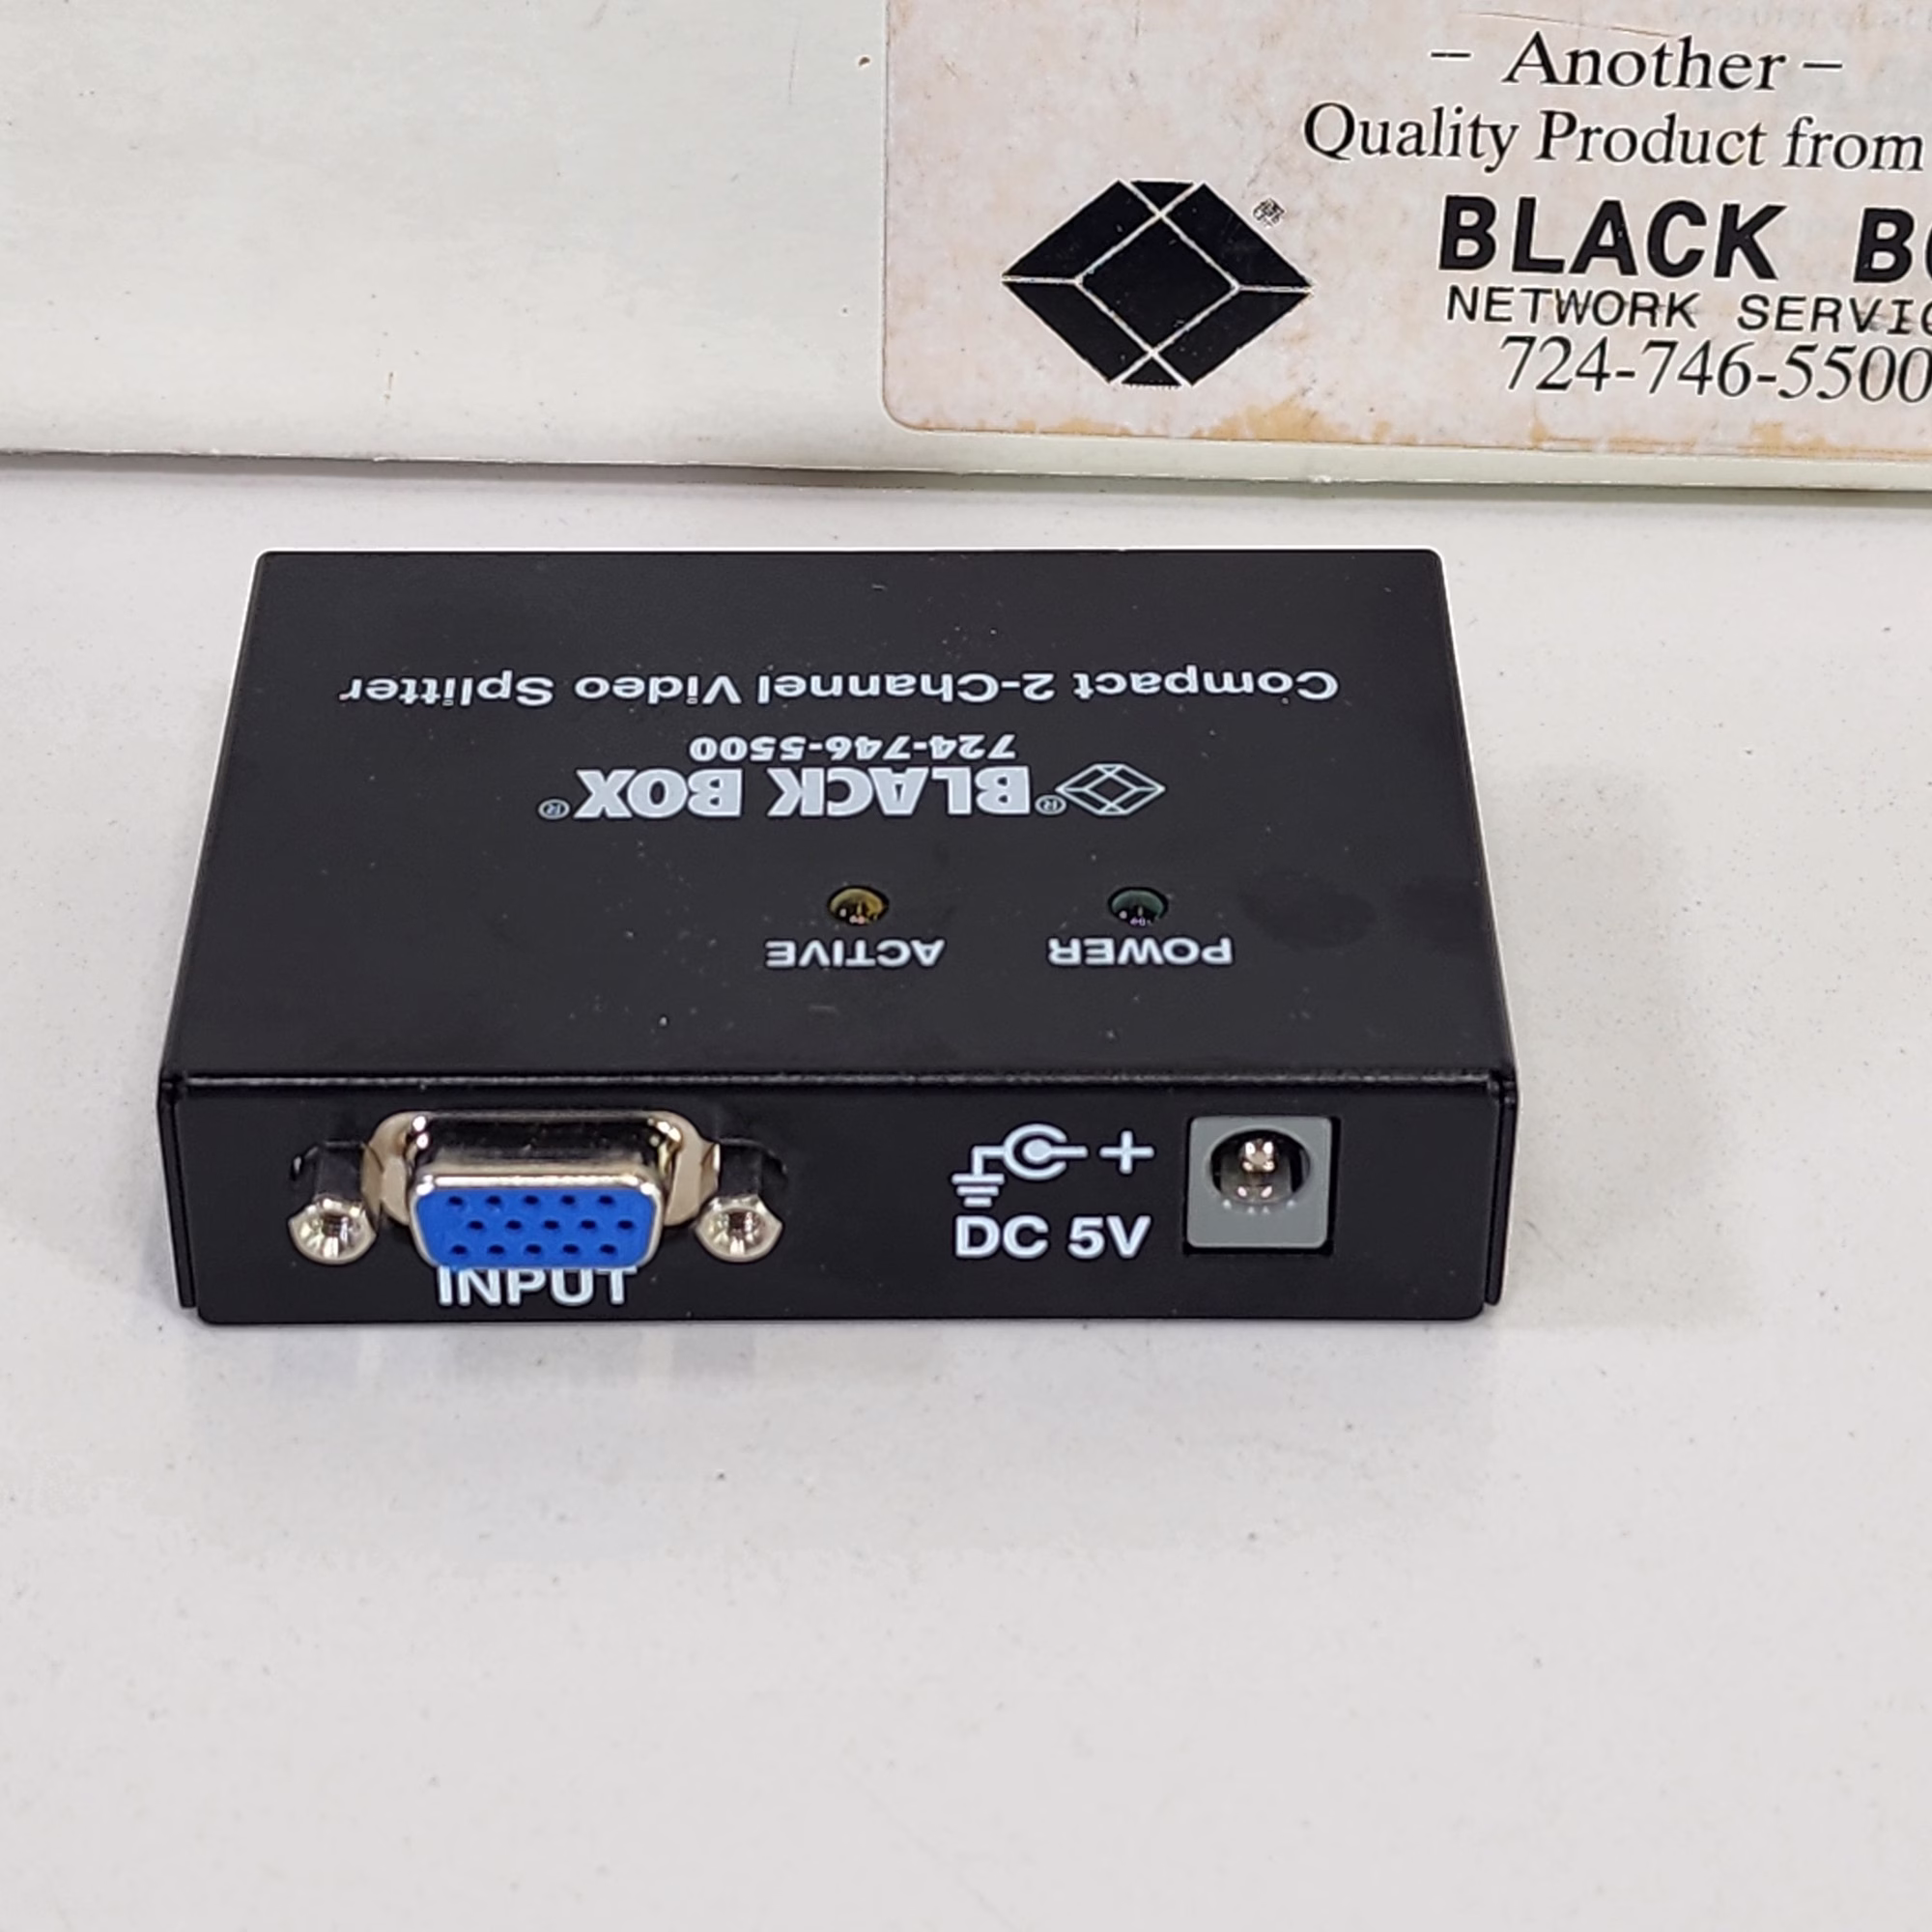 – Another –
Quality Product from
BLACK
NETWORK
724-746-5500
Compact 2-Channel Video Splitter
724-746-5500
®BLACK BOX®
POWER
ACTIVE
DC 5V
INPUT